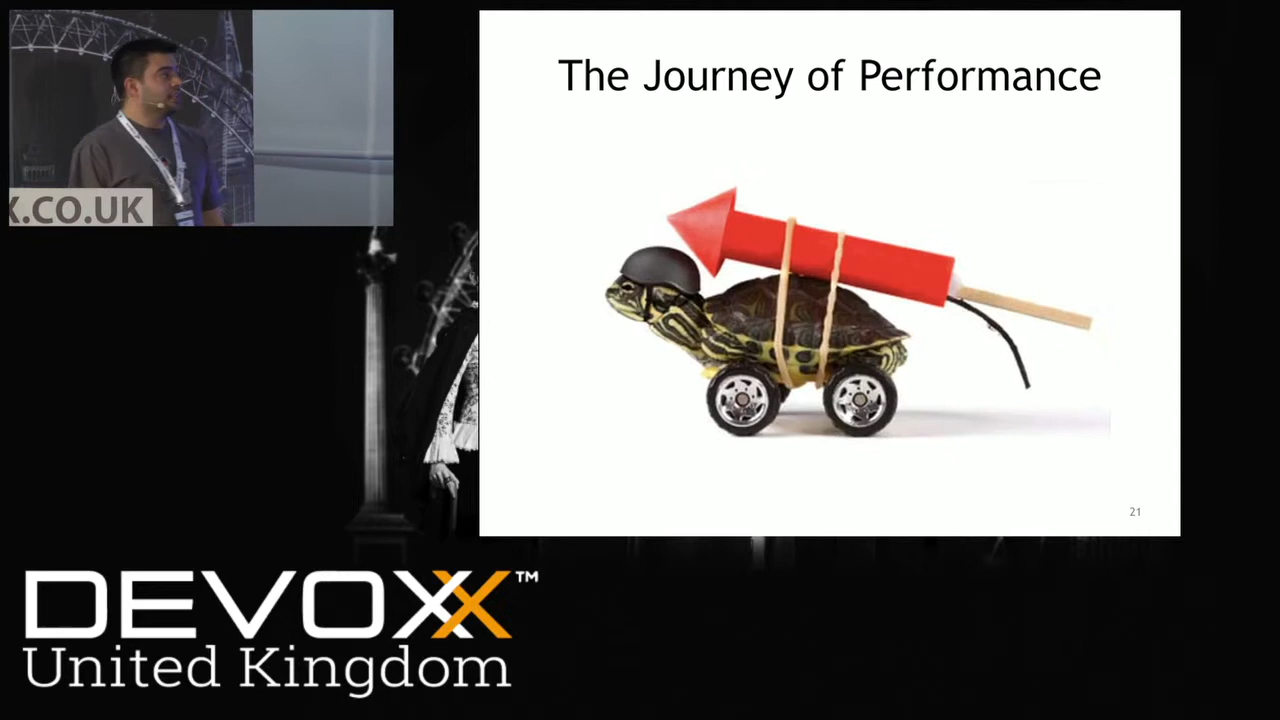 X.CO.UK
The Journey of Performance
21
DEVOXX™
United Kingdom